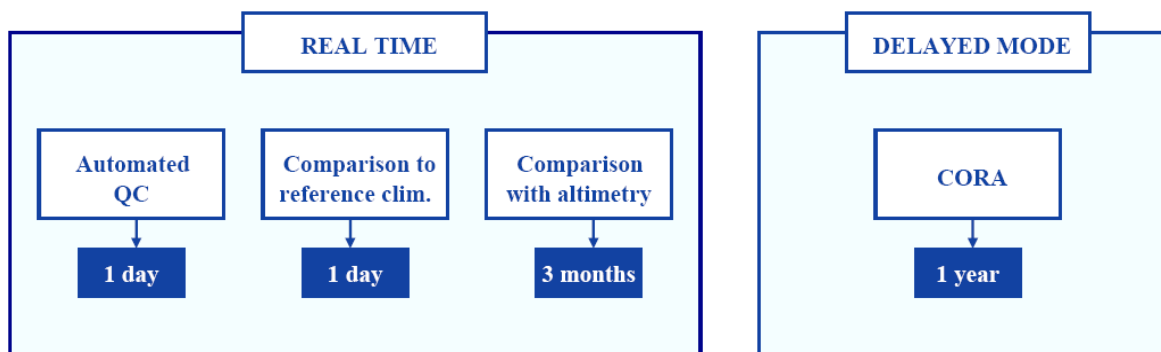 REAL TIME
DELAYED MODE
Automated
QC
Comparison to
reference clim.
Comparison
with altimetry
CORA
1 day
1 day
3 months
1 year